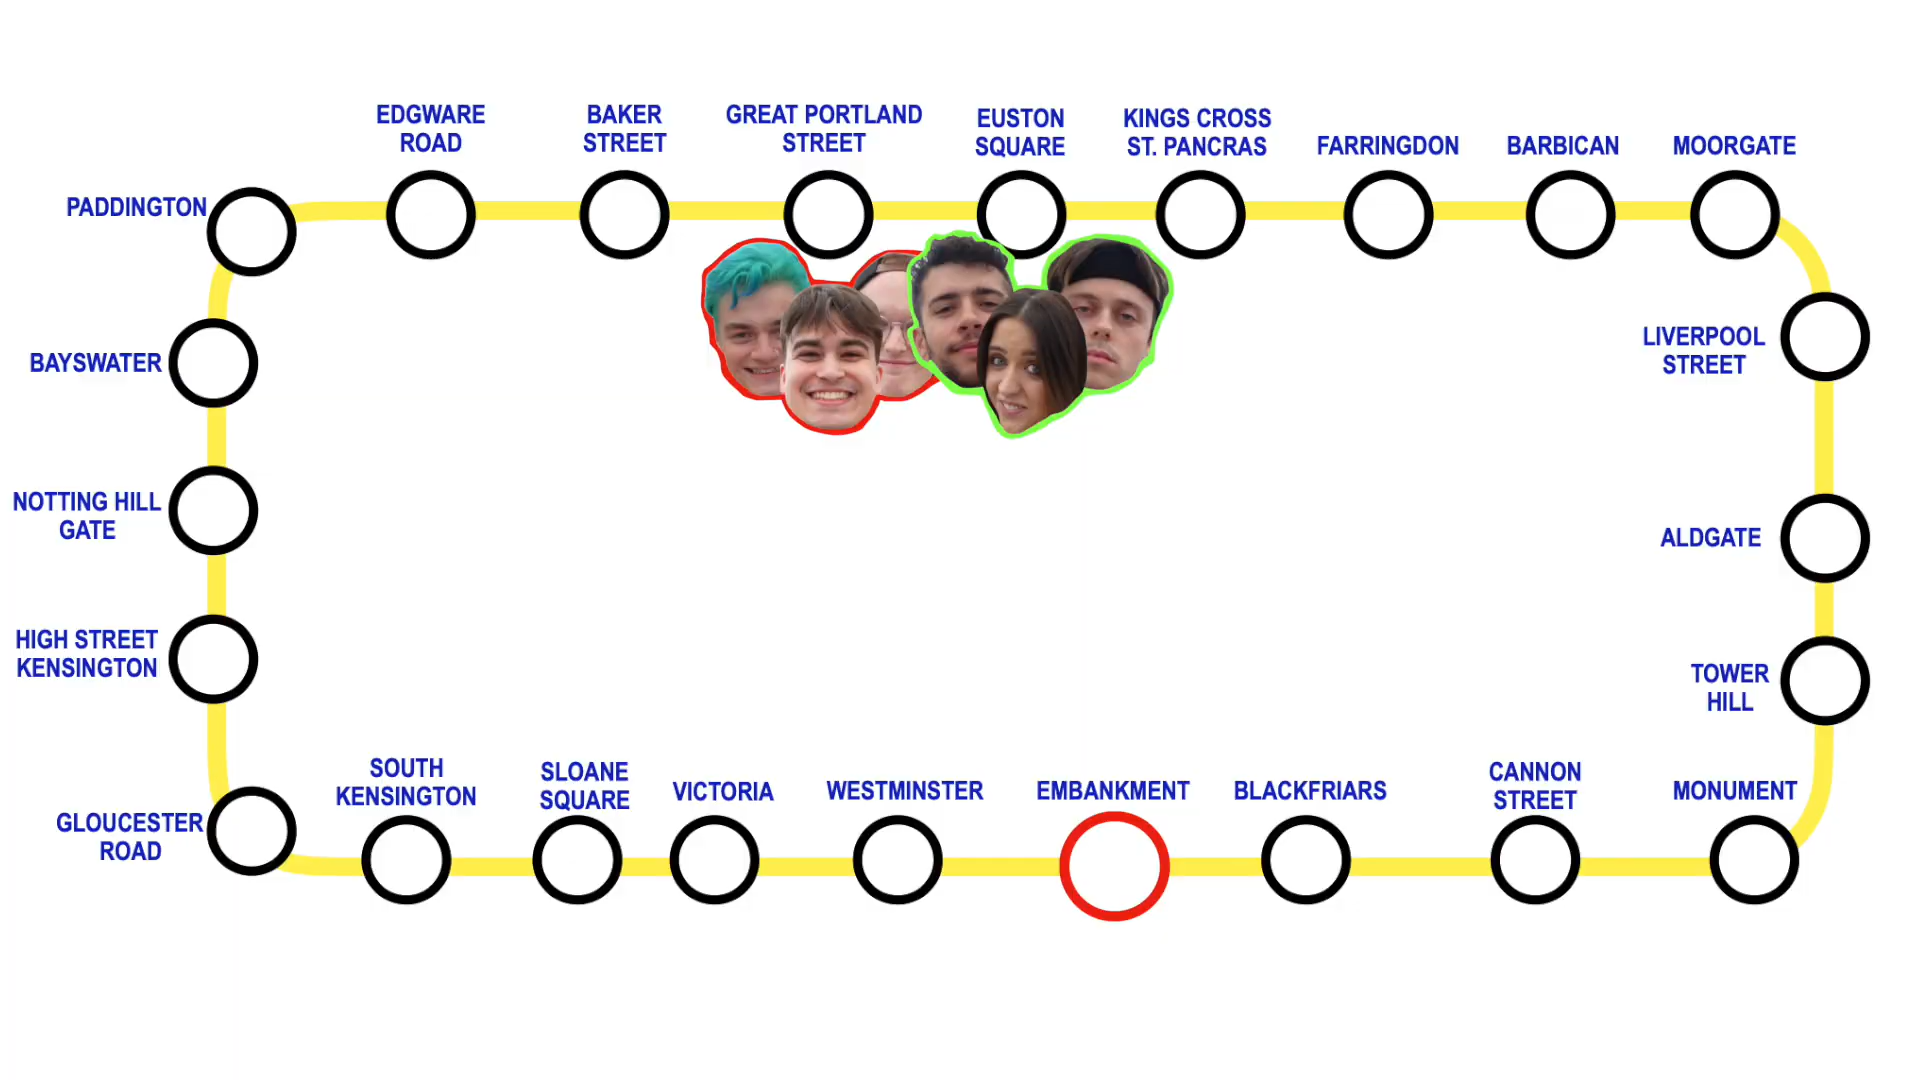 EDGWARE
ROAD
BAKER
STREET
GREAT PORTLAND
STREET
EUSTON
SQUARE
KINGS CROSS
ST. PANCRAS
FARRINGDON
BARBICAN
MOORGATE
PADDINGTON
BAYSWATER
LIVERPOOL
STREET
NOTTING HILL
GATE
ALDGATE
HIGH STREET
KENSINGTON
TOWER
HILL
GLOUCESTER
ROAD
SOUTH
KENSINGTON
SLOANE
SQUARE
VICTORIA
WESTMINSTER
EMBANKMENT
BLACKFRIARS
CANNON
STREET
MONUMENT